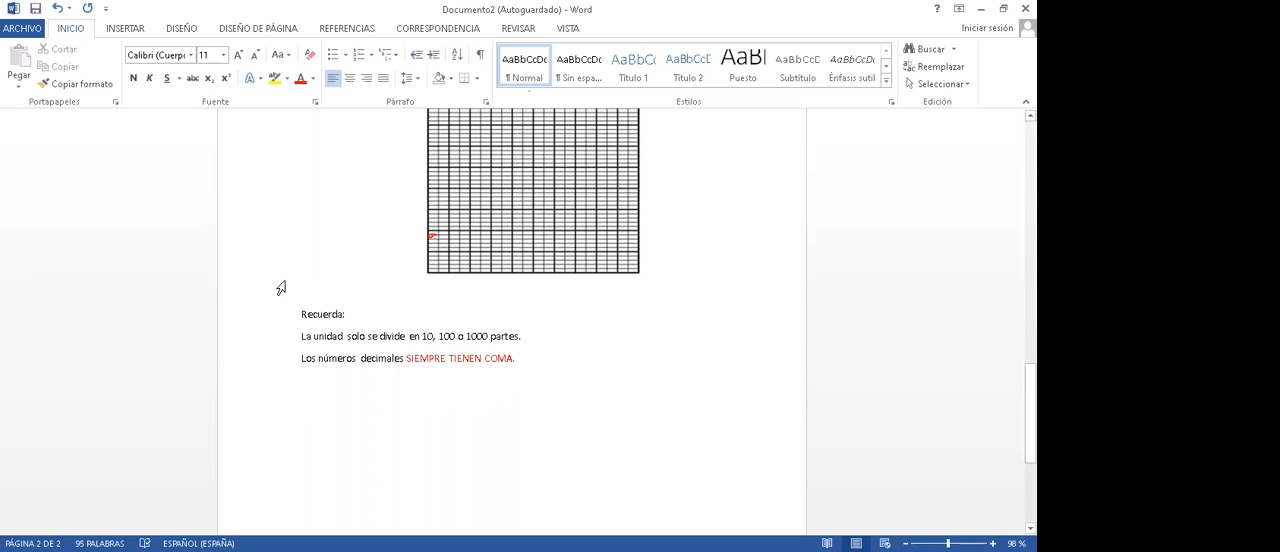 Documento2 (Autoguardado) - Word
ARCHIVO INICIO INSERTAR DISEÑO DISEÑO DE PÁGINA REFERENCIAS CORRESPONDENCIA REVISAR VISTA Iniciar sesión
Pegar
Cortar
Copiar
Copiar formato
Portapapeles
Calibri (Cuerp 11
Fuente
Párrafo
AaBbCcDc AaBbCcDc AaBbCc AaBbCcD AaBl AaBbCcD AaBbCcDc
¶ Normal ¶ Sin espa... Título 1 Título 2 Puesto Subtítulo Énfasis sutil
Estilos
Buscar
Reemplazar
Seleccionar
Edición
Recuerda:
La unidad solo se divide en 10, 100 o 1000 partes.
Los números decimales SIEMPRE TIENEN COMA.
PÁGINA 2 DE 2 95 PALABRAS ESPAÑOL (ESPAÑA) 98 %